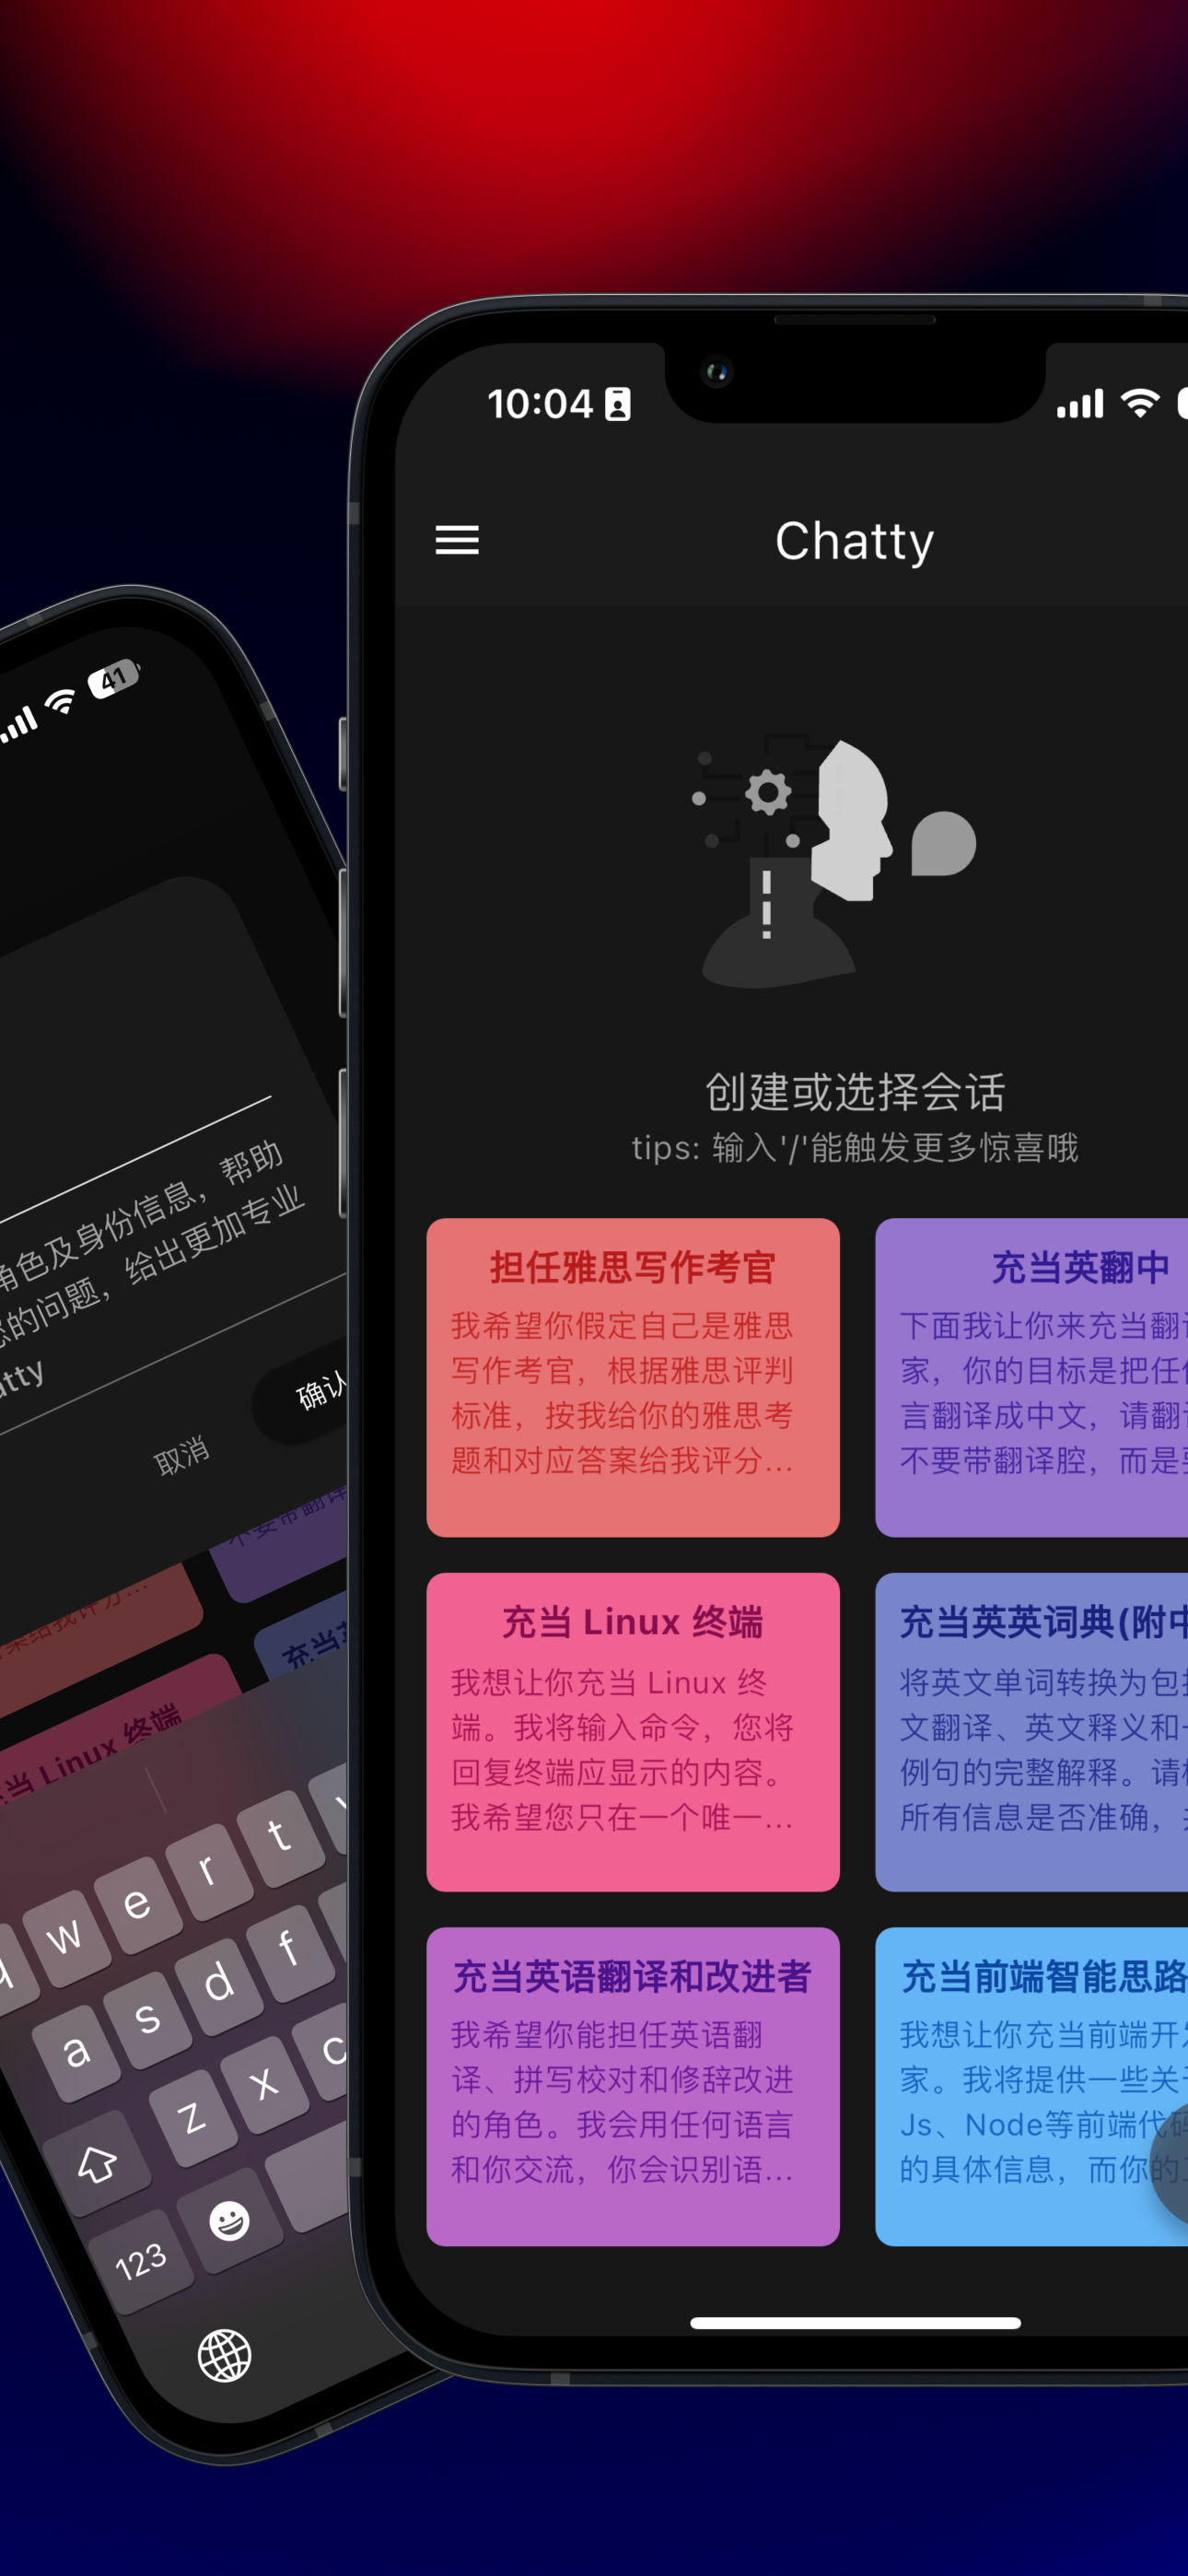 10:04
Chatty
创建或选择会话
tips: 输入'/'能触发更多惊喜哦
担任雅思写作考官
我希望你假定自己是雅思
写作考官，根据雅思评判
标准，按我给你的雅思考
题和对应答案给我评分...
充当英翻中
下面我让你来充当翻
家，你的目标是把任
言翻译成中文，请翻
不要带翻译腔，而是
充当 Linux 终端
我想让你充当 Linux 终
端。我将输入命令，您将
回复终端应显示的内容。
我希望您只在一个唯一...
充当英英词典(附中
将英文单词转换为包
文翻译、英文释义和
例句的完整解释。请
所有信息是否准确，
充当英语翻译和改进者
我希望你能担任英语翻
译、拼写校对和修辞改进
的角色。我会用任何语言
和你交流，你会识别语...
充当前端智能思路
我想让你充当前端开
家。我将提供一些关
Js、Node等前端代码
的具体信息，而你的
41
角色及身份信息，帮助
您的问题，给出更加专业
atty
取消
确认
不要带翻译
案给我评分...
充当 Linux 终端
充当
q w e r t
a s d f
z x c
123